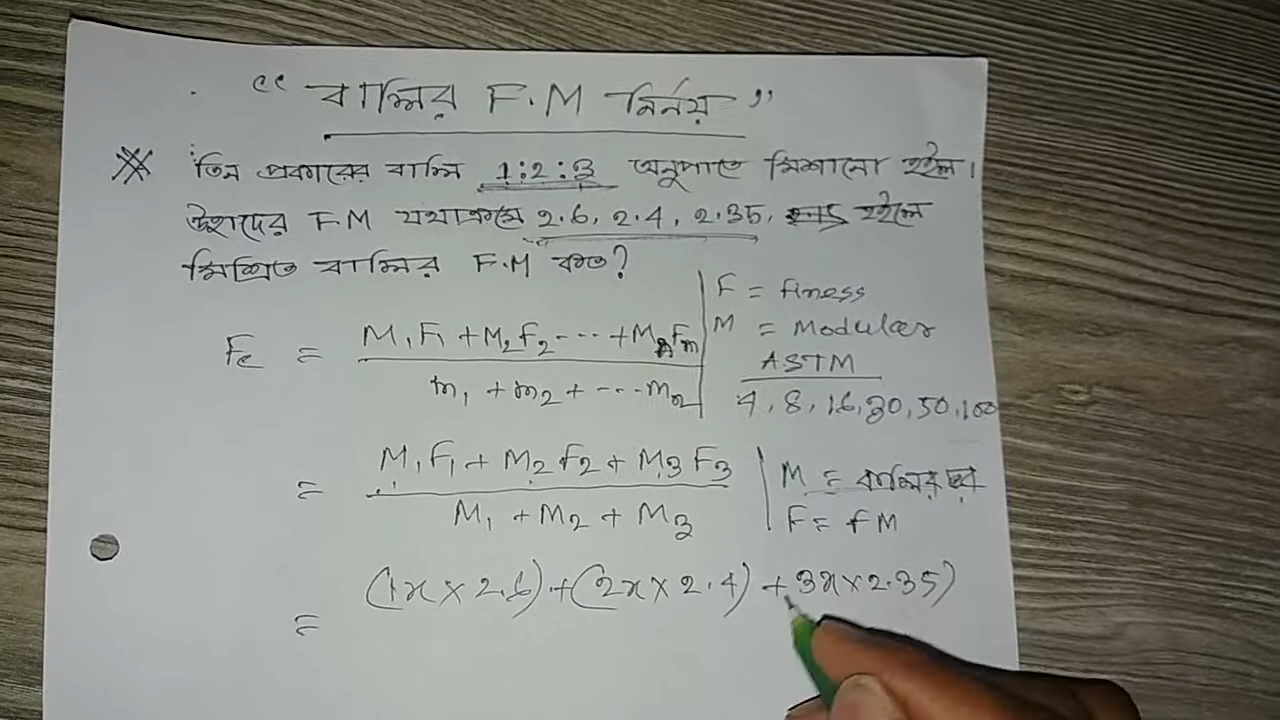 “বালির F.M নির্নয়”
※ তিন প্রকারের বালি 1:2:3 অনুপাতে মিশানো হইল।
উহাদের F.M যথাক্রমে 2.6, 2.4, 2.35, হইলে
মিশ্রিত বালির F.M কত?
F = finess
M = Modular
ASTM
4, 8, 16, 30, 50, 100
Fc = M₁F₁ + M₂F₂ --- + MnFn
m₁ + m₂ + --- Mn
= M₁F₁ + M₂F₂ + M₃F₃
M₁ + M₂ + M₃
M = বালির
F = FM
= (1x × 2.6) + (2x × 2.4) + 3x × 2.35)